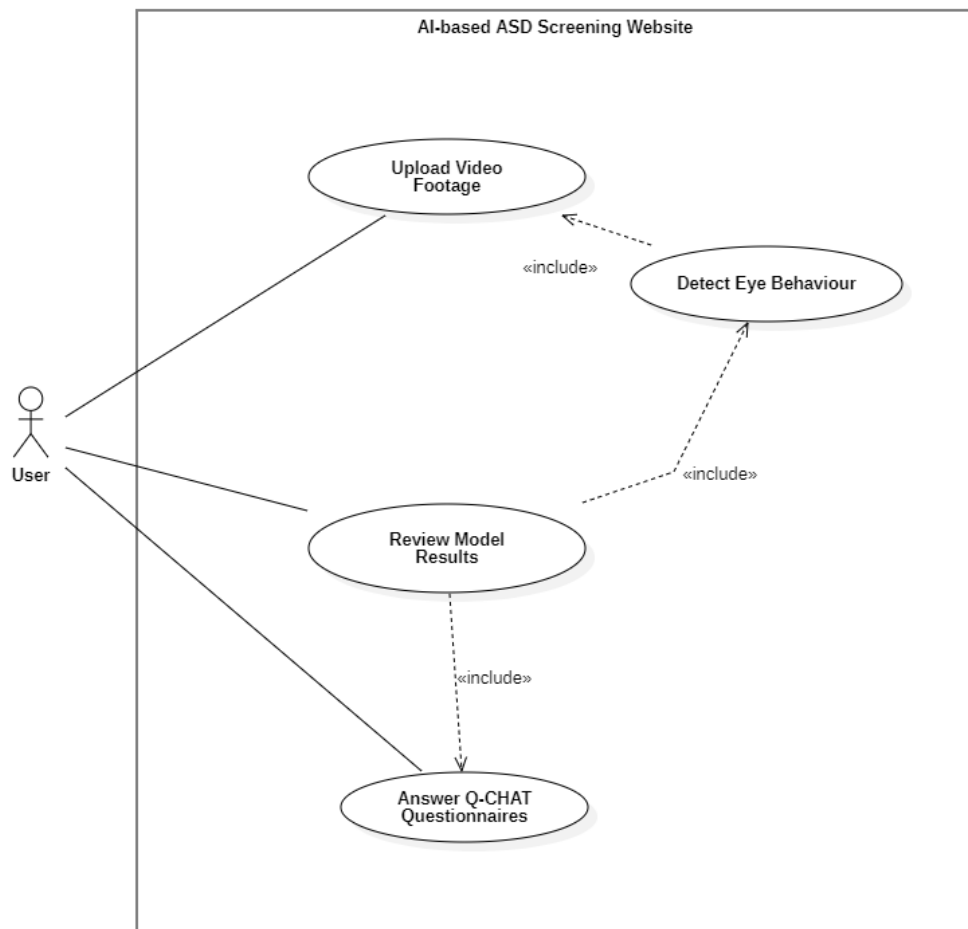 AI-based ASD Screening Website
Upload Video
Footage
«include»
Detect Eye Behaviour
User
«include»
Review Model
Results
«include»
Answer Q-CHAT
Questionnaires